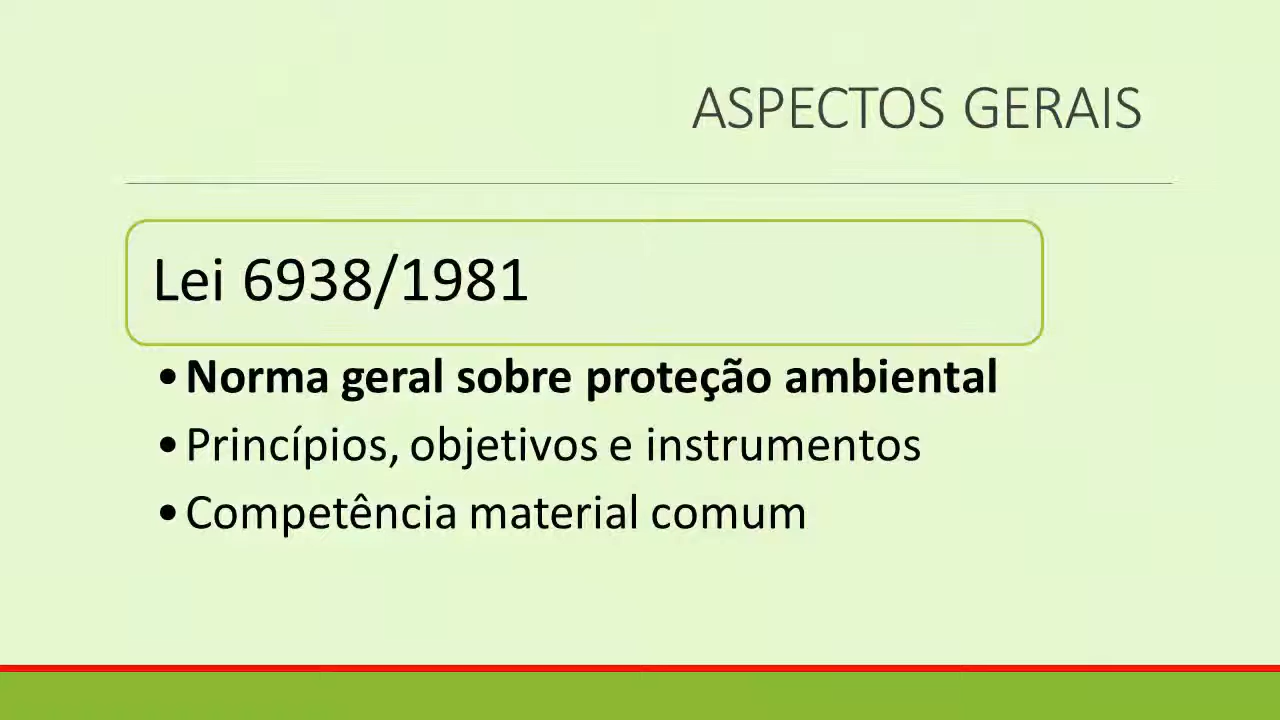 ASPECTOS GERAIS
Lei 6938/1981
•Norma geral sobre proteção ambiental
•Princípios, objetivos e instrumentos
•Competência material comum